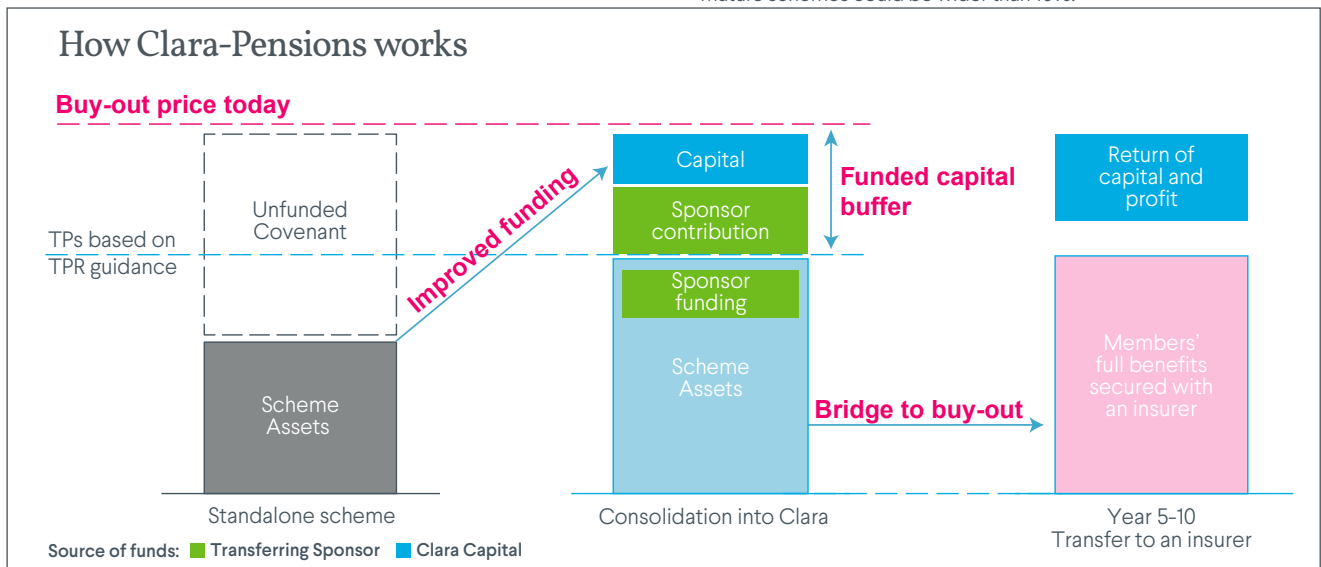 How Clara-Pensions works
Buy-out price today
Unfunded
Covenant
TPs based on
TPR guidance
Scheme
Assets
Standalone scheme
Improved funding
Capital
Sponsor
contribution
Sponsor
funding
Scheme
Assets
Consolidation into Clara
Funded capital
buffer
Bridge to buy-out
Return of
capital and
profit
Members'
full benefits
secured with
an insurer
Year 5-10
Transfer to an insurer
Source of funds: Transferring Sponsor Clara Capital